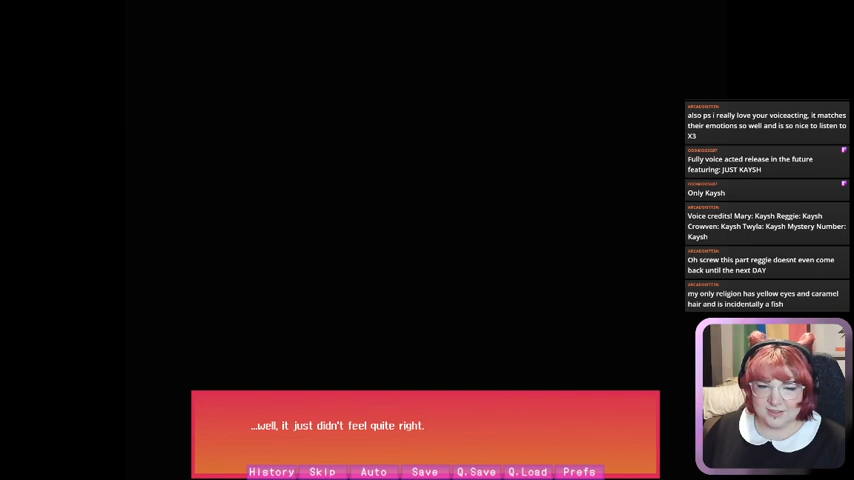 ARCADEKITTEN
also ps i really love your voiceacting, it matches
their emotions so well and is so nice to listen to
X3
Fully voice acted release in the future
featuring: JUST KAYSH
Only Kaysh
ARCADEKITTEN
Voice credits! Mary: Kaysh Reggie: Kaysh
Crowven: Kaysh Twyla: Kaysh Mystery Number:
Kaysh
ARCADEKITTEN
Oh screw this part reggie doesnt even come
back until the next DAY
ARCADEKITTEN
my only religion has yellow eyes and caramel
hair and is incidentally a fish
...well, it just didn't feel quite right.
History Skip Auto Save Q.Save Q.Load Prefs